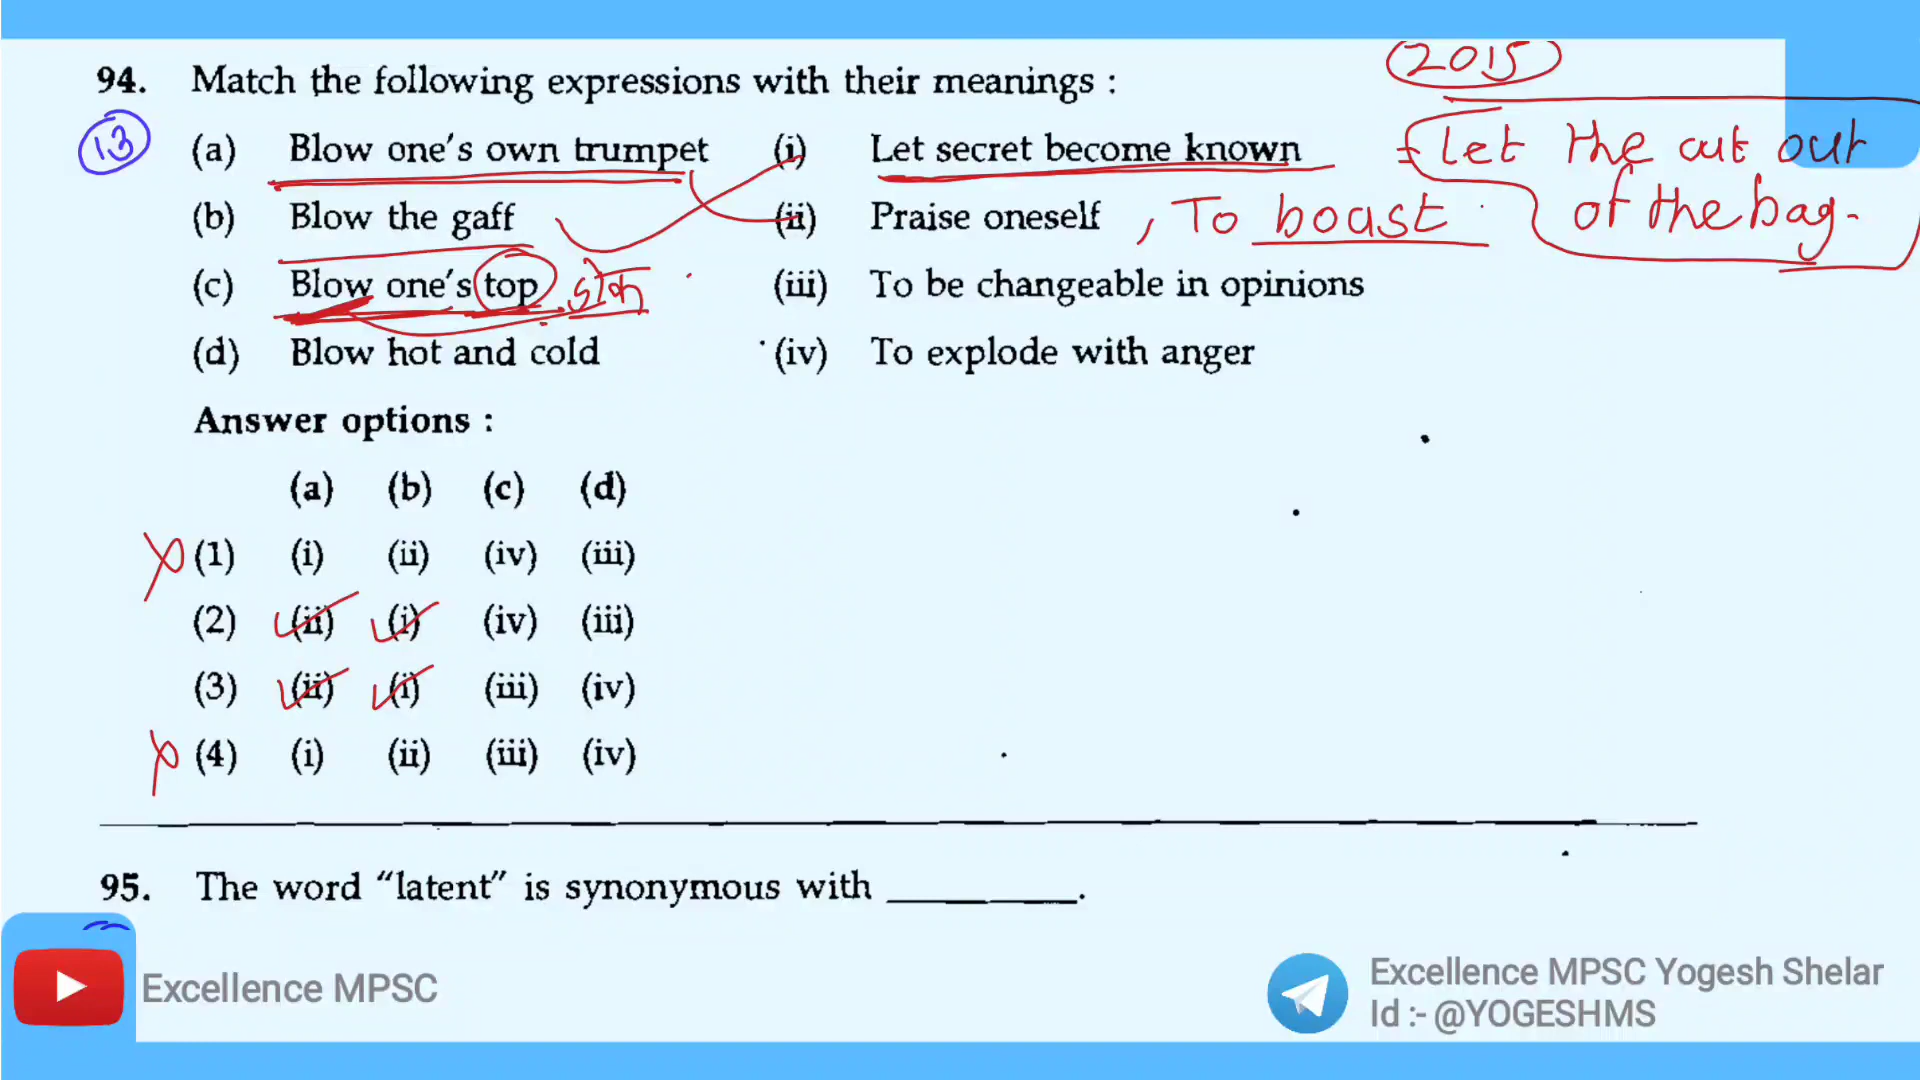 (2015)
94. Match the following expressions with their meanings :
13
(a) Blow one's own trumpet (i) Let secret become known
Let the cat out of the bag.
(b) Blow the gaff (ii) Praise oneself , To boast
(c) Blow one's top (iii) To be changeable in opinions
(d) Blow hot and cold (iv) To explode with anger
Answer options :
(a) (b) (c) (d)
(1) (i) (ii) (iv) (iii)
(2) (ii) (i) (iv) (iii)
(3) (ii) (i) (iii) (iv)
(4) (i) (ii) (iii) (iv)
95. The word “latent” is synonymous with ________.
Excellence MPSC
Excellence MPSC Yogesh Shelar
Id :- @YOGESHMS